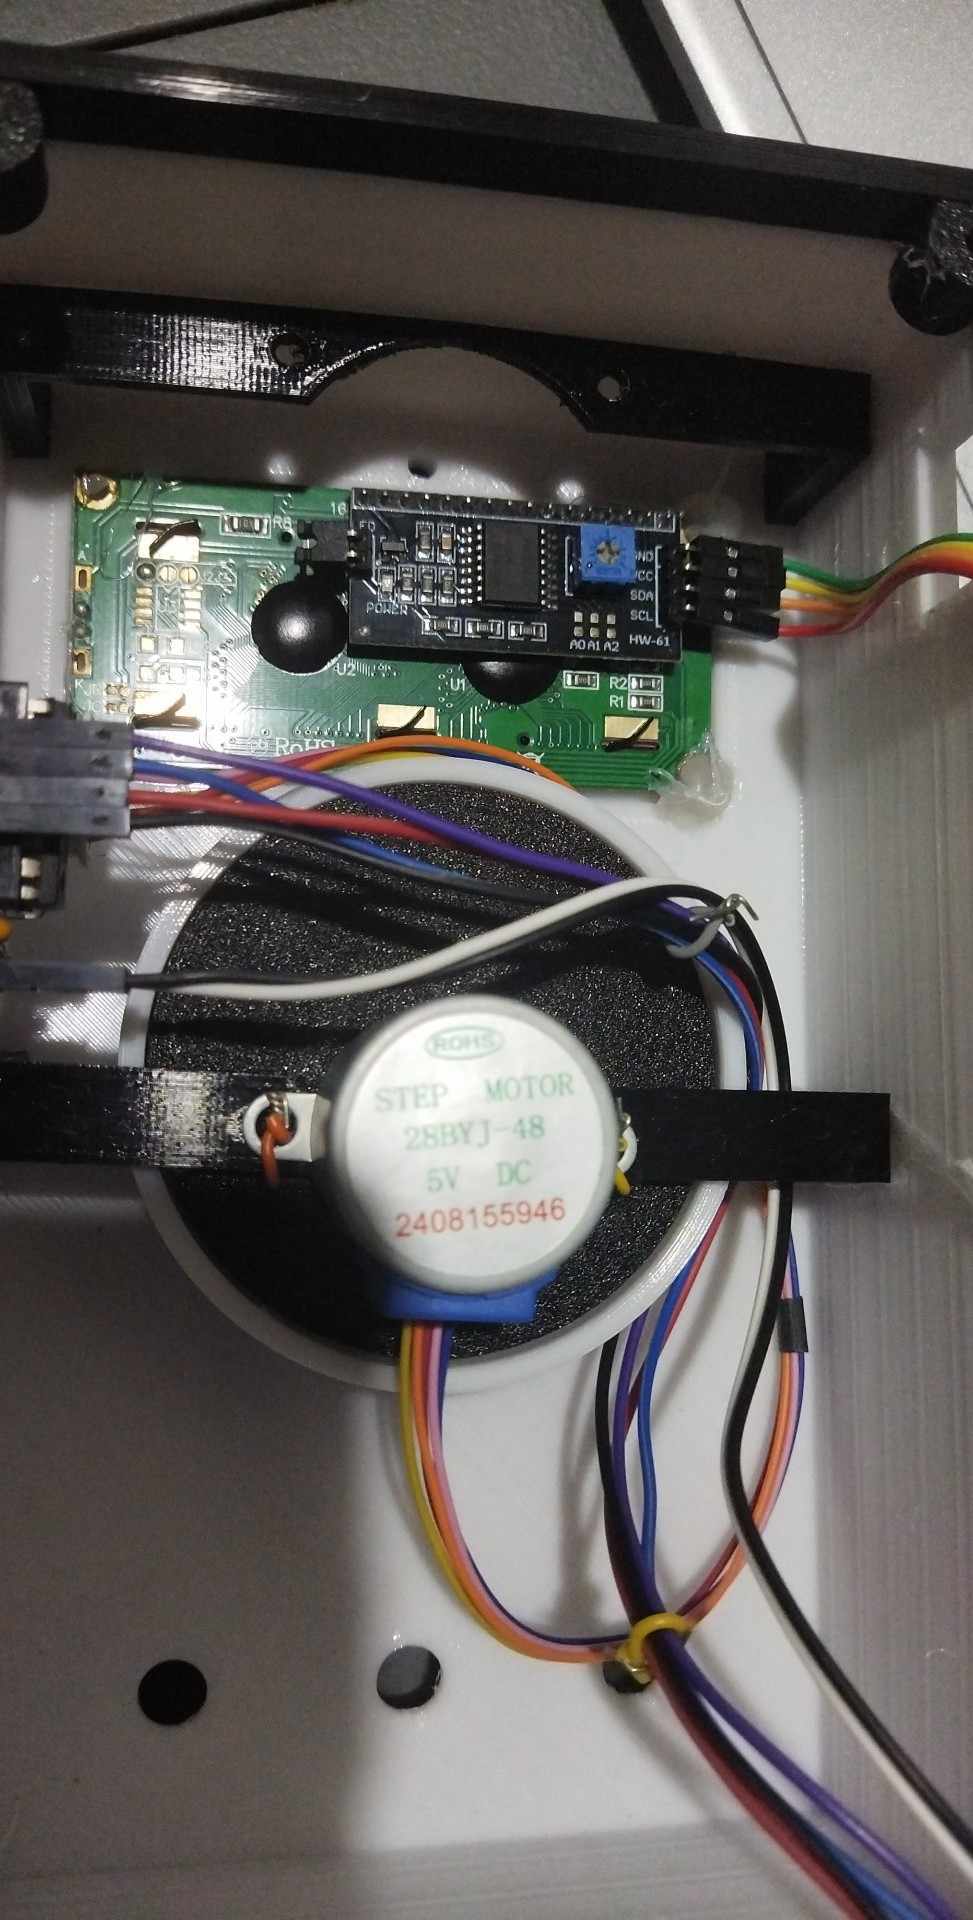 16
R8
A
POWER
GND
VCC
SDA
SCL
A0 A1 A2
HW-61
U2
U1
R2
R1
RoHS
ROHS
STEP MOTOR
28BYJ-48
5V DC
2408155946